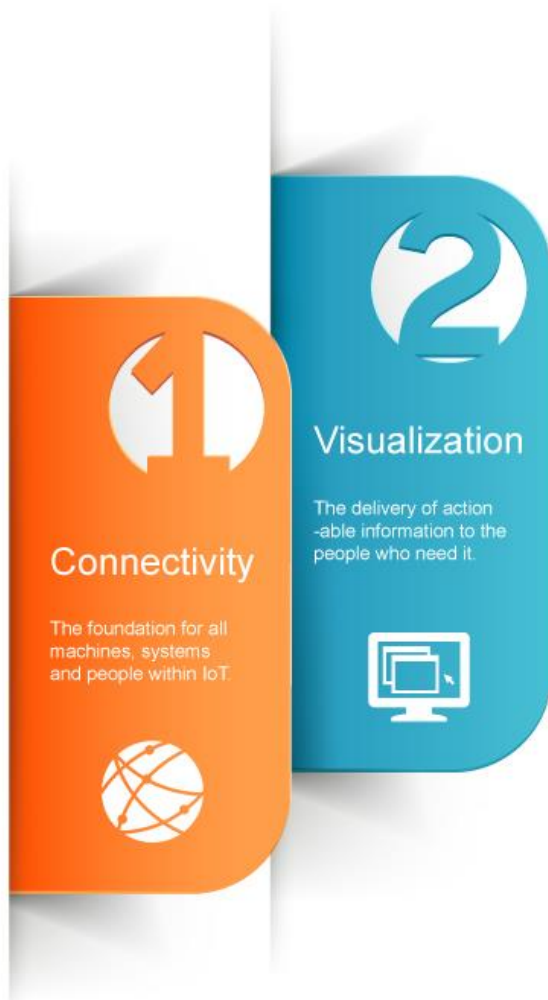 1
Connectivity
The foundation for all
machines, systems
and people within IoT.
2
Visualization
The delivery of action
-able information to the
people who need it.